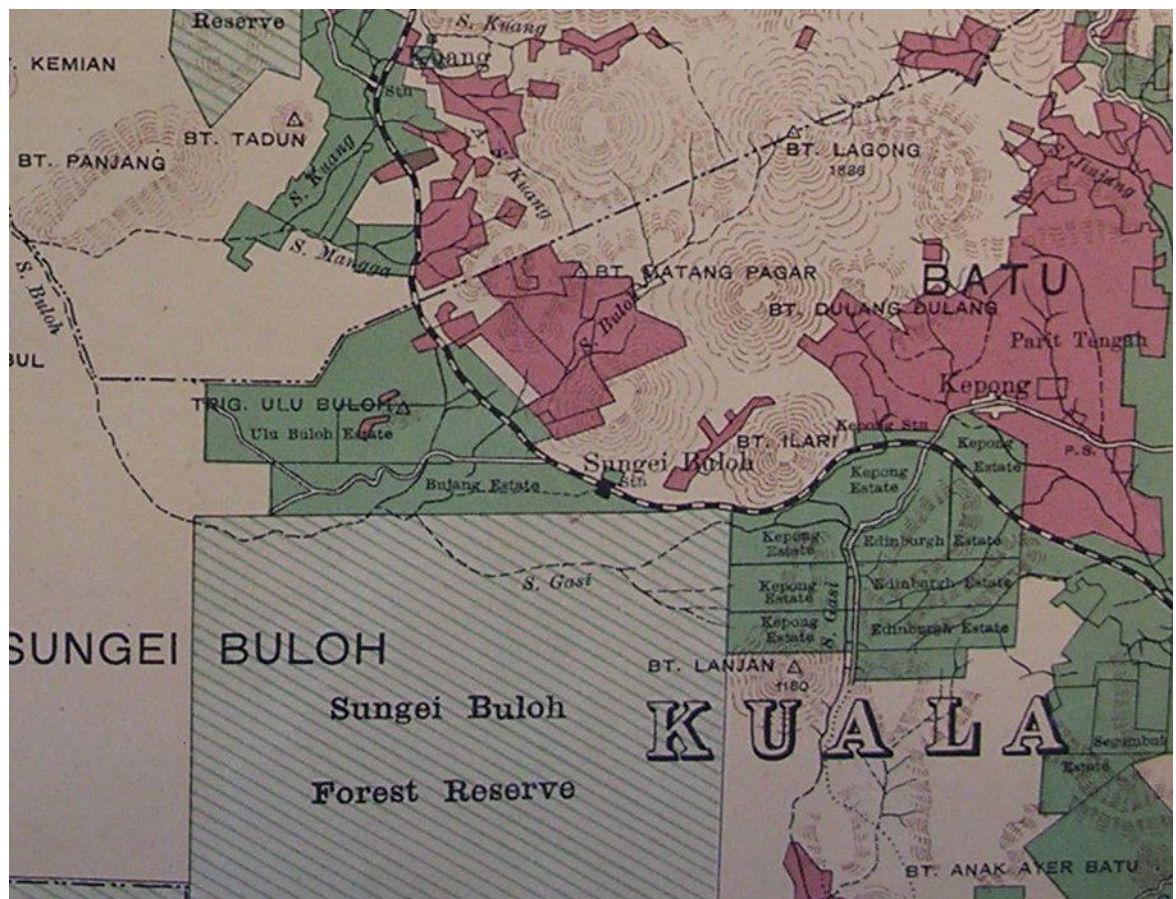 Reserve
S. Kuang
. KEMIAN
Kuang
Stn
BT. TADUN
BT. PANJANG
S. Kuang
Kuang
BT. LAGONG
1826
S. Jinjang
S. Mangga
S. Buloh
BT. MATANG PAGAR
BATU
BT. DULANG DULANG
S. Buloh
Parit Tengah
BUL
Kepong
TRIG. ULU BULOH
Ulu Buloh Estate
Kepong Stn
BT. ILARI
Kepong
Estate
P.S.
Sungei Buloh
Stn
Kepong
Estate
Bujang Estate
Kepong
Estate
Edinburgh Estate
S. Gasi
Kepong
Estate
Edinburgh Estate
S. Gasi
Kepong
Estate
Edinburgh Estate
SUNGEI BULOH
BT. LANJAN
1180
Sungei Buloh
KUALA
Segambut
Estate
Forest Reserve
BT. ANAK AYER BATU